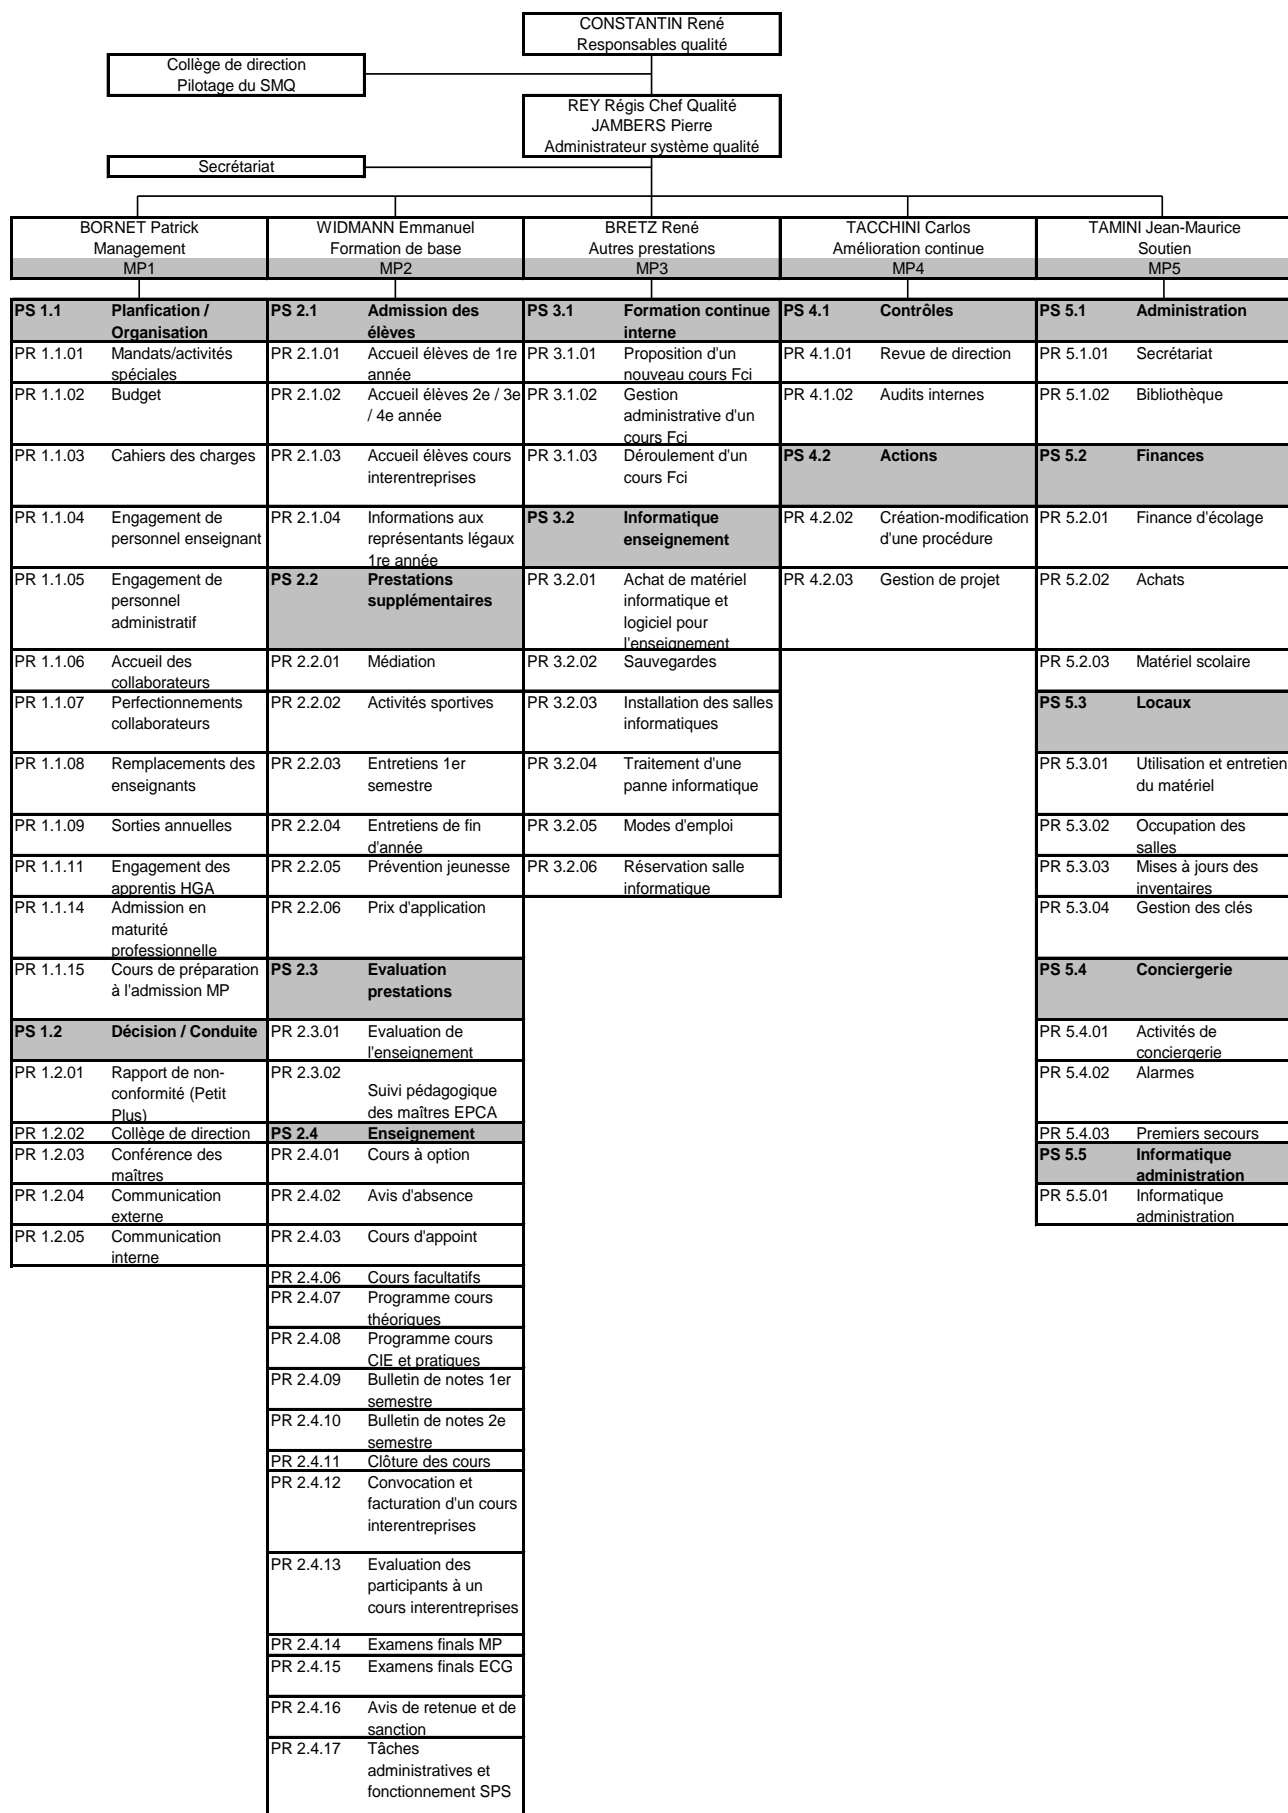 CONSTANTIN René
Responsables qualité
Collège de direction
Pilotage du SMQ
REY Régis Chef Qualité
JAMBERS Pierre
Administrateur système qualité
Secrétariat
BORNET Patrick
Management
MP1
WIDMANN Emmanuel
Formation de base
MP2
BRETZ René
Autres prestations
MP3
TACCHINI Carlos
Amélioration continue
MP4
TAMINI Jean-Maurice
Soutien
MP5
PS 1.1 Planfication /
Organisation
PR 1.1.01 Mandats/activités
spéciales
PR 1.1.02 Budget
PR 1.1.03 Cahiers des charges
PR 1.1.04 Engagement de
personnel enseignant
PR 1.1.05 Engagement de
personnel
administratif
PR 1.1.06 Accueil des
collaborateurs
PR 1.1.07 Perfectionnements
collaborateurs
PR 1.1.08 Remplacements des
enseignants
PR 1.1.09 Sorties annuelles
PR 1.1.11 Engagement des
apprentis HGA
PR 1.1.14 Admission en
maturité
professionnelle
PR 1.1.15 Cours de préparation
à l'admission MP
PS 1.2 Décision / Conduite
PR 1.2.01 Rapport de non-
conformité (Petit
Plus)
PR 1.2.02 Collège de direction
PR 1.2.03 Conférence des
maîtres
PR 1.2.04 Communication
externe
PR 1.2.05 Communication
interne
PS 2.1 Admission des
élèves
PR 2.1.01 Accueil élèves de 1re
année
PR 2.1.02 Accueil élèves 2e / 3e
/ 4e année
PR 2.1.03 Accueil élèves cours
interentreprises
PR 2.1.04 Informations aux
représentants légaux
1re année
PS 2.2 Prestations
supplémentaires
PR 2.2.01 Médiation
PR 2.2.02 Activités sportives
PR 2.2.03 Entretiens 1er
semestre
PR 2.2.04 Entretiens de fin
d'année
PR 2.2.05 Prévention jeunesse
PR 2.2.06 Prix d'application
PS 2.3 Evaluation
prestations
PR 2.3.01 Evaluation de
l'enseignement
PR 2.3.02
Suivi pédagogique
des maîtres EPCA
PS 2.4 Enseignement
PR 2.4.01 Cours à option
PR 2.4.02 Avis d'absence
PR 2.4.03 Cours d'appoint
PR 2.4.06 Cours facultatifs
PR 2.4.07 Programme cours
théoriques
PR 2.4.08 Programme cours
CIE et pratiques
PR 2.4.09 Bulletin de notes 1er
semestre
PR 2.4.10 Bulletin de notes 2e
semestre
PR 2.4.11 Clôture des cours
PR 2.4.12 Convocation et
facturation d'un cours
interentreprises
PR 2.4.13 Evaluation des
participants à un
cours interentreprises
PR 2.4.14 Examens finals MP
PR 2.4.15 Examens finals ECG
PR 2.4.16 Avis de retenue et de
sanction
PR 2.4.17 Tâches
administratives et
fonctionnement SPS
PS 3.1 Formation continue
interne
PR 3.1.01 Proposition d'un
nouveau cours Fci
PR 3.1.02 Gestion
administrative d'un
cours Fci
PR 3.1.03 Déroulement d'un
cours Fci
PS 3.2 Informatique
enseignement
PR 3.2.01 Achat de matériel
informatique et
logiciel pour
l'enseignement
PR 3.2.02 Sauvegardes
PR 3.2.03 Installation des salles
informatiques
PR 3.2.04 Traitement d'une
panne informatique
PR 3.2.05 Modes d'emploi
PR 3.2.06 Réservation salle
informatique
PS 4.1 Contrôles
PR 4.1.01 Revue de direction
PR 4.1.02 Audits internes
PS 4.2 Actions
PR 4.2.02 Création-modification
d'une procédure
PR 4.2.03 Gestion de projet
PS 5.1 Administration
PR 5.1.01 Secrétariat
PR 5.1.02 Bibliothèque
PS 5.2 Finances
PR 5.2.01 Finance d'écolage
PR 5.2.02 Achats
PR 5.2.03 Matériel scolaire
PS 5.3 Locaux
PR 5.3.01 Utilisation et entretien
du matériel
PR 5.3.02 Occupation des
salles
PR 5.3.03 Mises à jours des
inventaires
PR 5.3.04 Gestion des clés
PS 5.4 Conciergerie
PR 5.4.01 Activités de
conciergerie
PR 5.4.02 Alarmes
PR 5.4.03 Premiers secours
PS 5.5 Informatique
administration
PR 5.5.01 Informatique
administration